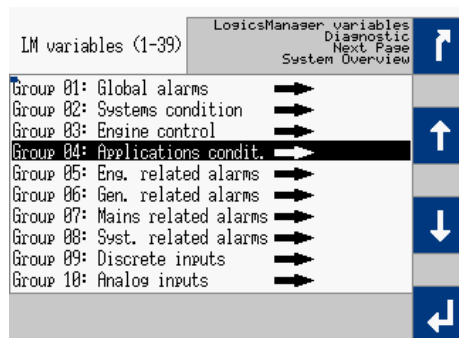 LM variables (1-39)
LogicsManager variables
Diagnostic
Next Page
System Overview
Group 01: Global alarms
Group 02: Systems condition
Group 03: Engine control
Group 04: Applications condit.
Group 05: Eng. related alarms
Group 06: Gen. related alarms
Group 07: Mains related alarms
Group 08: Syst. related alarms
Group 09: Discrete inputs
Group 10: Analog inputs